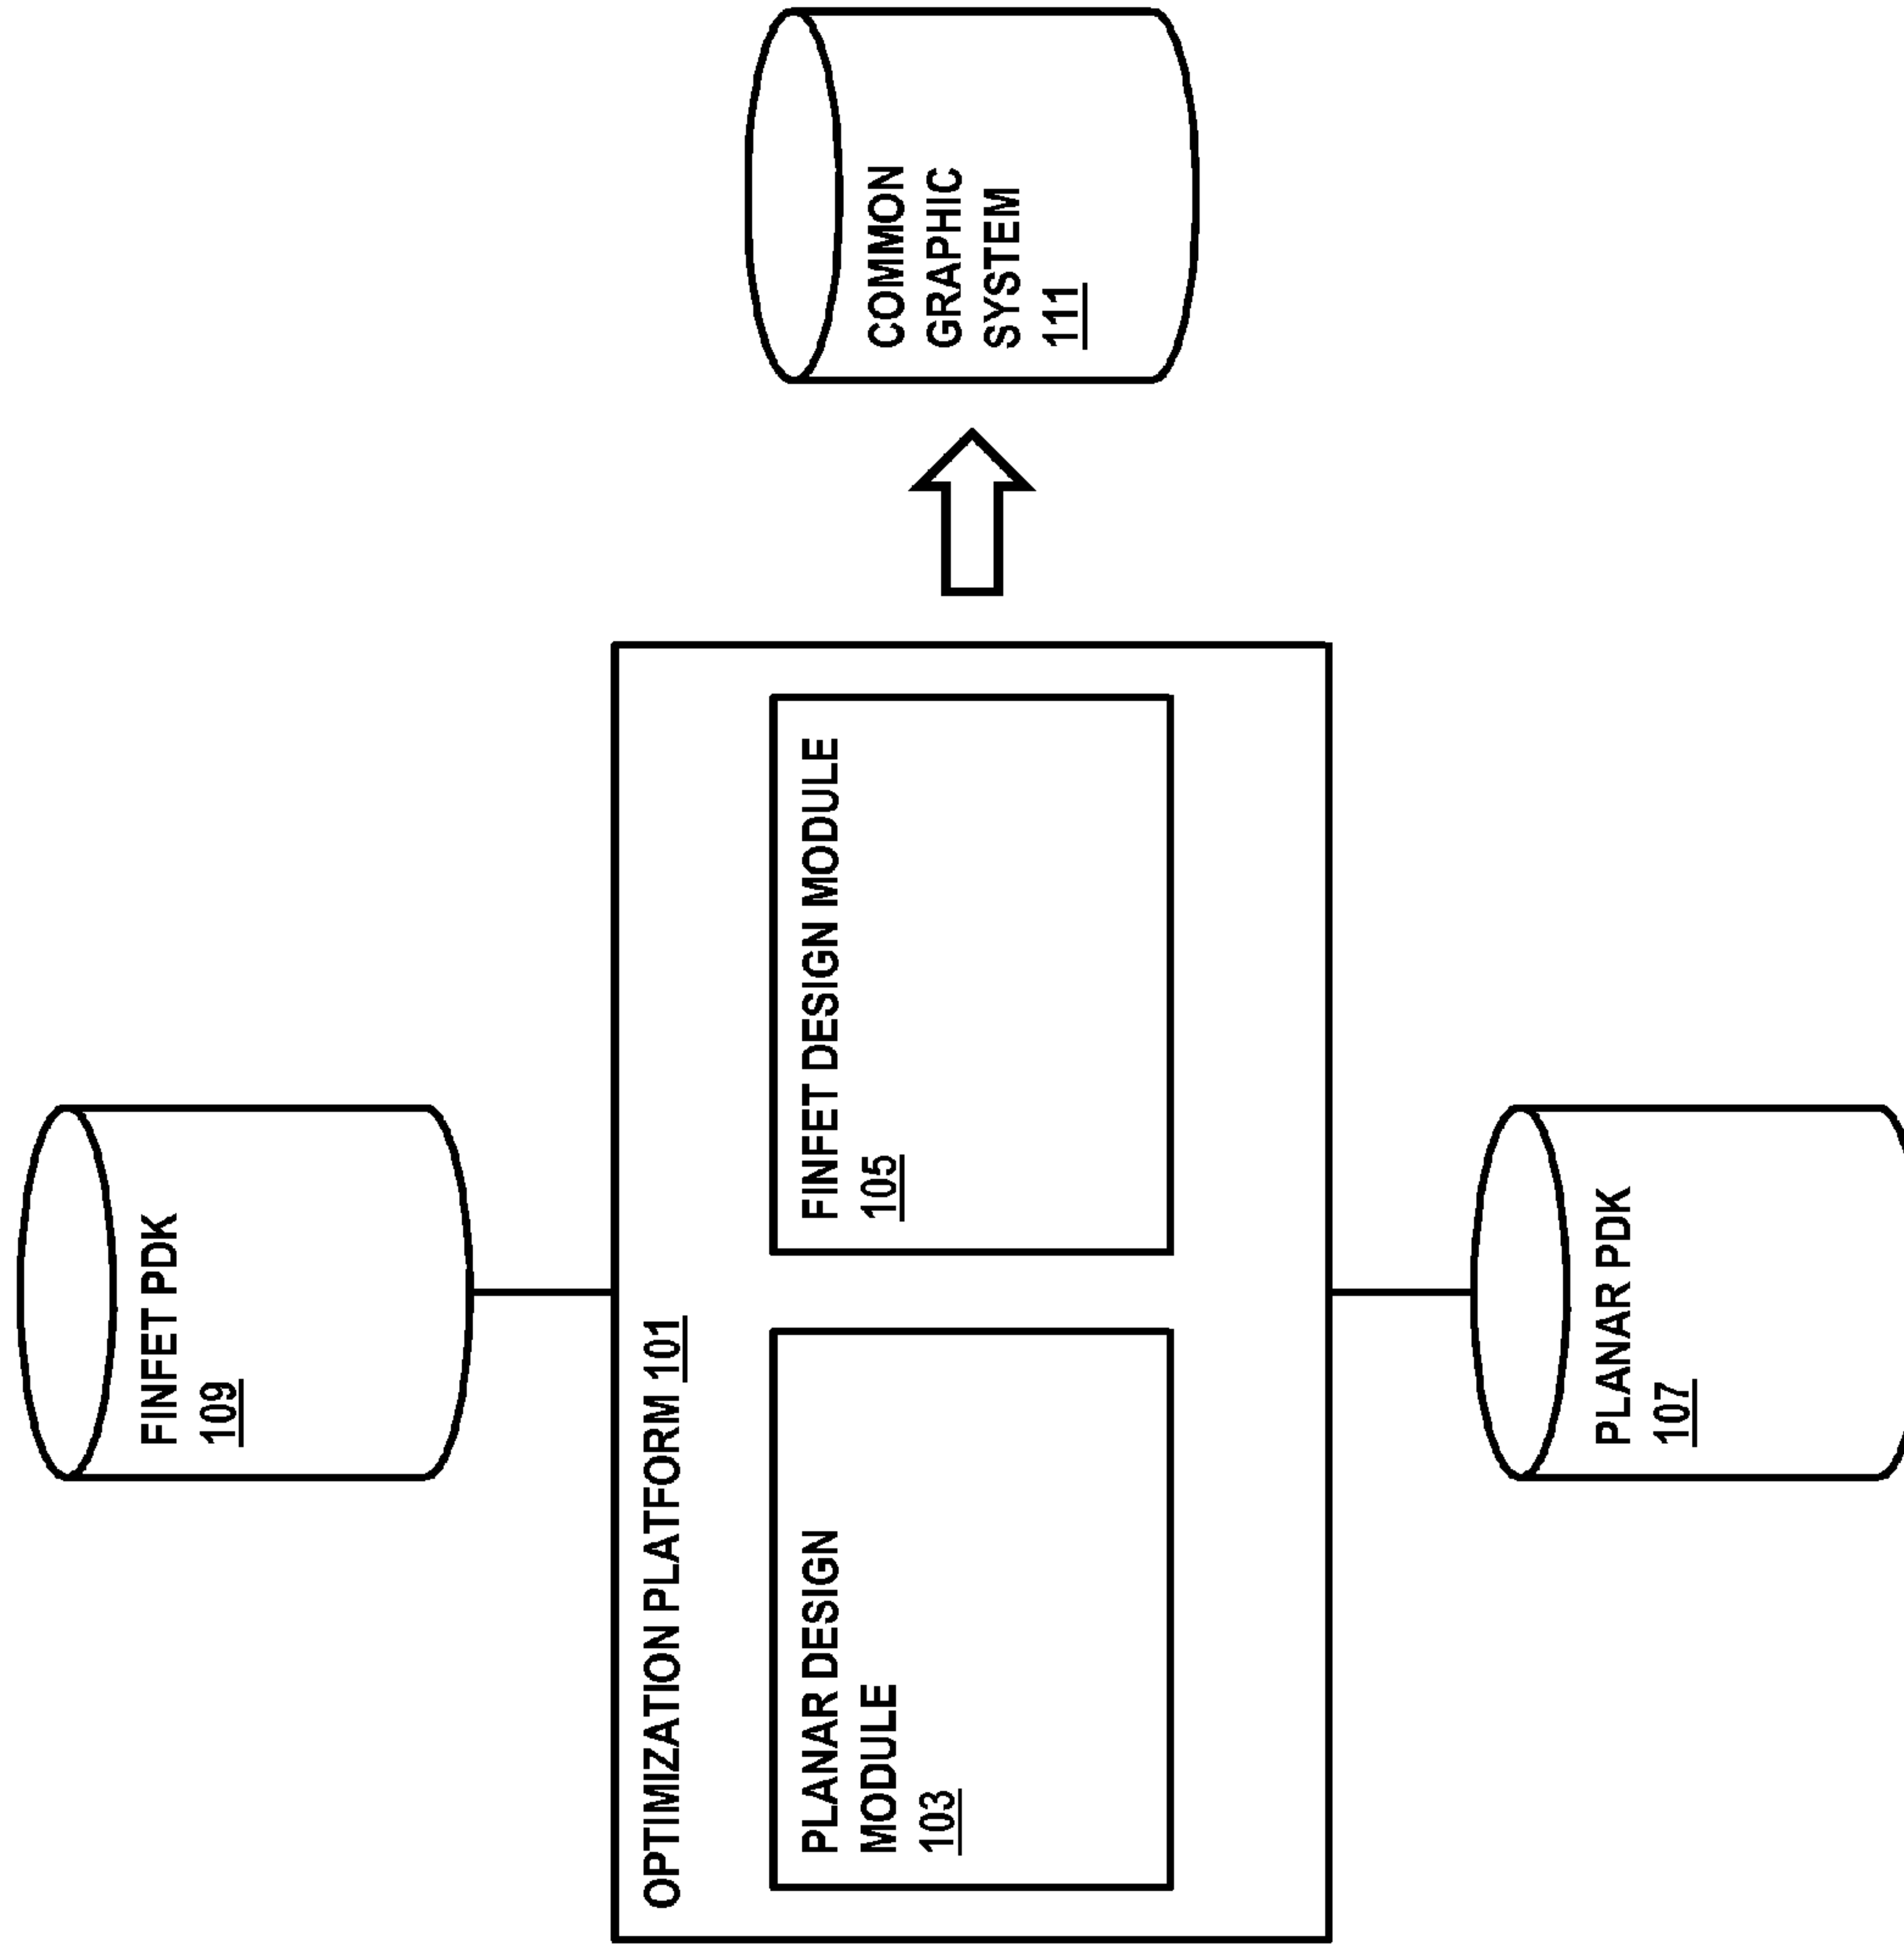 FINFET PDK
109
OPTIMIZATION PLATFORM 101
PLANAR DESIGN
MODULE
103
FINFET DESIGN MODULE
105
COMMON
GRAPHIC
SYSTEM
111
PLANAR PDK
107